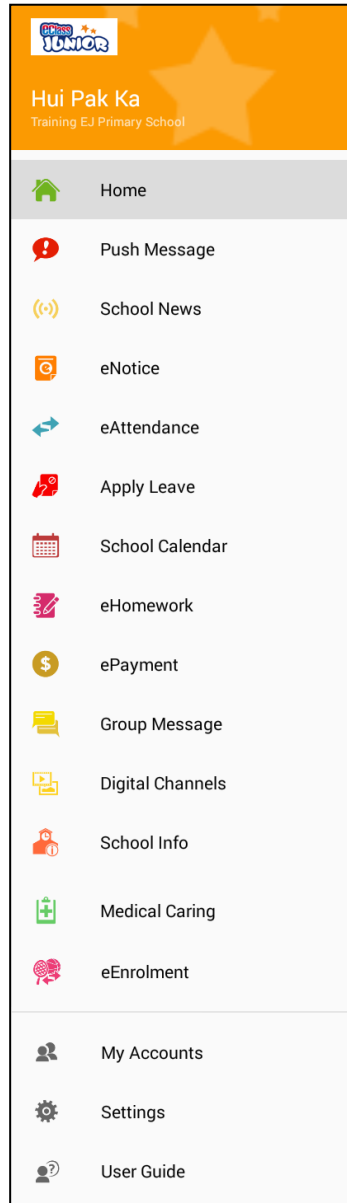 eClass
JUNIOR
Hui Pak Ka
Training EJ Primary School
Home
Push Message
School News
eNotice
eAttendance
Apply Leave
School Calendar
eHomework
$ ePayment
Group Message
Digital Channels
School Info
Medical Caring
eEnrolment
My Accounts
Settings
User Guide